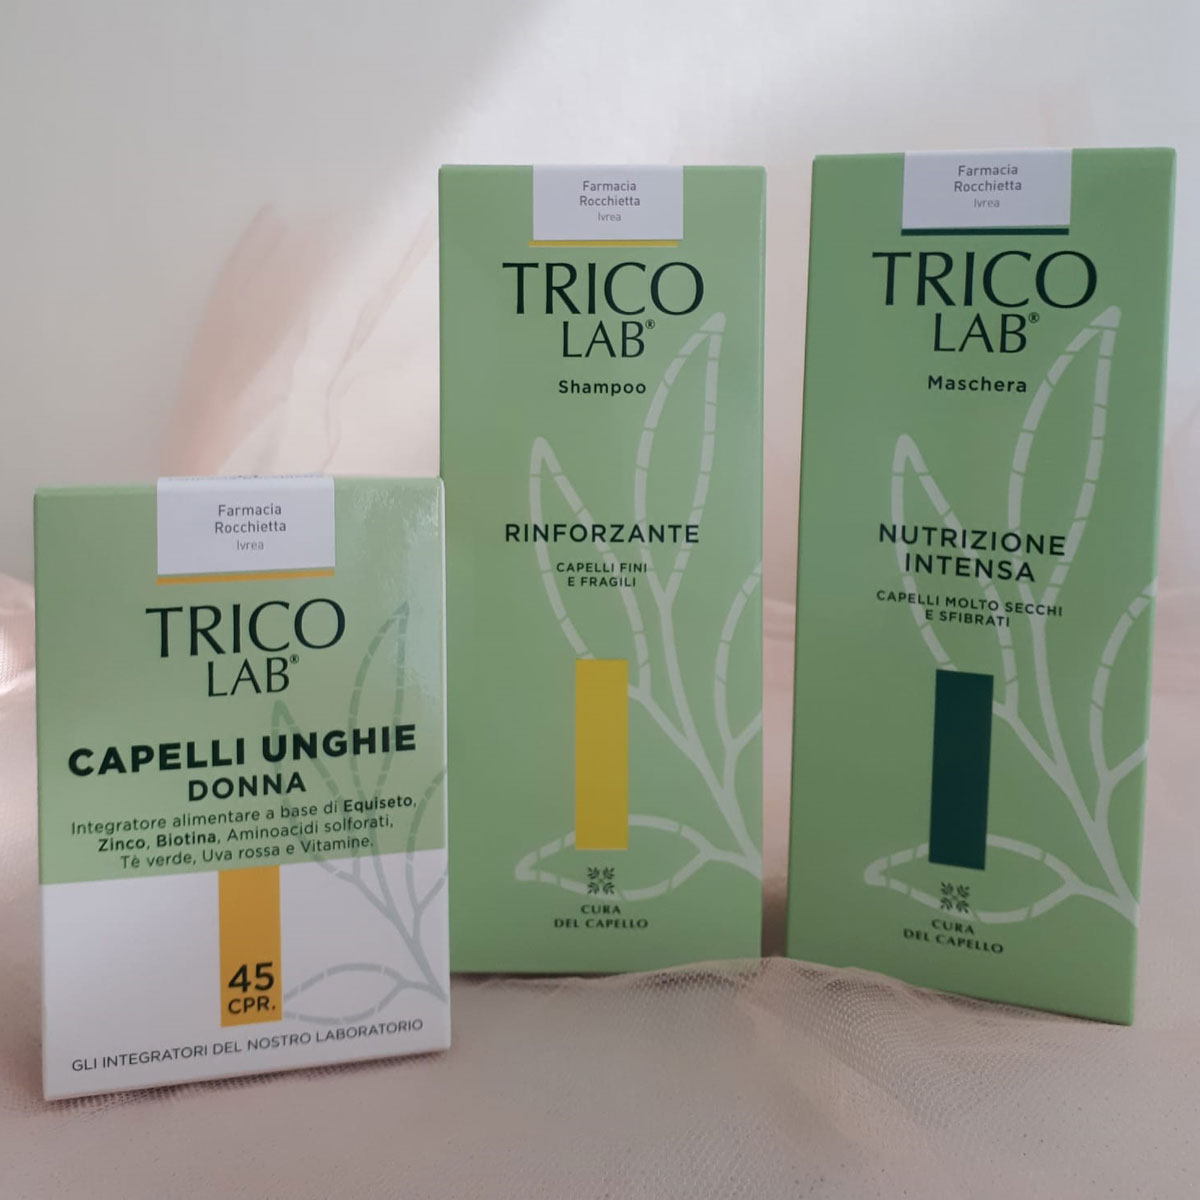 Farmacia
Rocchietta
Ivrea
TRICO
LAB®
CAPELLI UNGHIE
DONNA
Integratore alimentare a base di Equiseto,
Zinco, Biotina, Aminoacidi solforati,
Tè verde, Uva rossa e Vitamine.
45
CPR.
GLI INTEGRATORI DEL NOSTRO LABORATORIO
Farmacia
Rocchietta
Ivrea
TRICO
LAB®
Shampoo
RINFORZANTE
CAPELLI FINI
E FRAGILI
CURA
DEL CAPELLO
Farmacia
Rocchietta
Ivrea
TRICO
LAB®
Maschera
NUTRIZIONE
INTENSA
CAPELLI MOLTO SECCHI
E SFIBRATI
CURA
DEL CAPELLO